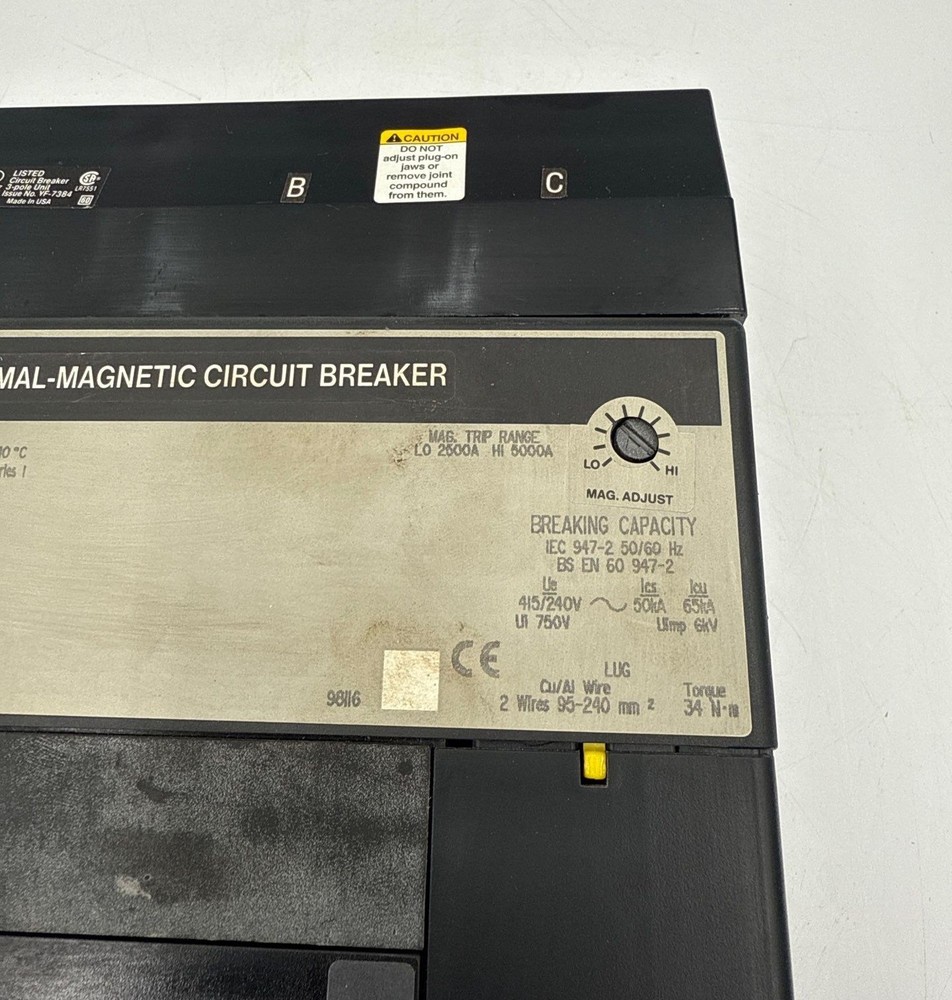 LISTED
Circuit Breaker
3-pole Unit
Issue No. YF-7384
Made in USA
LR7551
B
CAUTION
DO NOT
adjust plug-on
jaws or
remove joint
compound
from them.
C
MAL-MAGNETIC CIRCUIT BREAKER
MAG. TRIP RANGE
LO 2500A HI 5000A
LO HI
MAG. ADJUST
BREAKING CAPACITY
IEC 947-2 50/60 Hz
BS EN 60 947-2
Ue Ics Icu
415/240V 50kA 65kA
Ui 750V Uimp 6kV
CE
LUG
Cu/Al Wire Torque
98116 2 Wires 95-240 mm ² 34 N·m